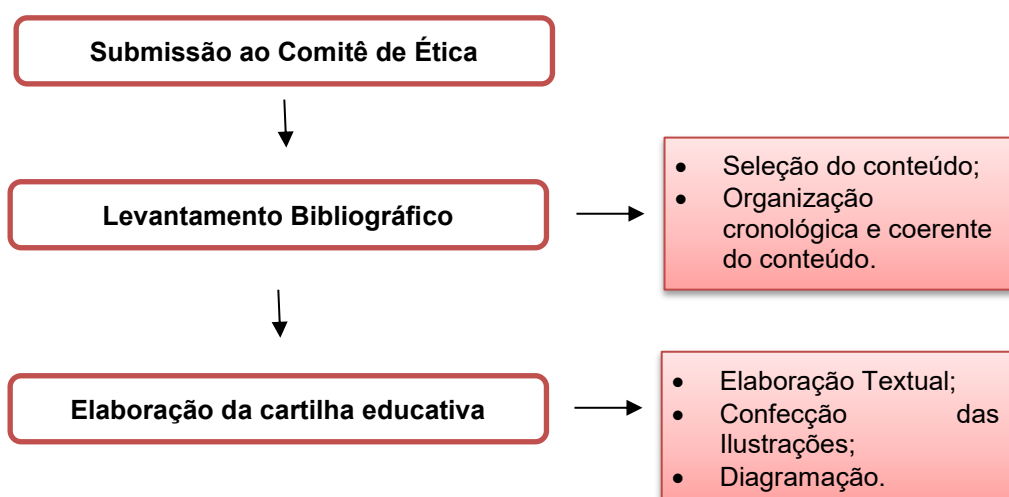 Submissão ao Comitê de Ética
Levantamento Bibliográfico
• Seleção do conteúdo;
• Organização
cronológica e coerente
do conteúdo.
Elaboração da cartilha educativa
• Elaboração Textual;
• Confecção das
Ilustrações;
• Diagramação.